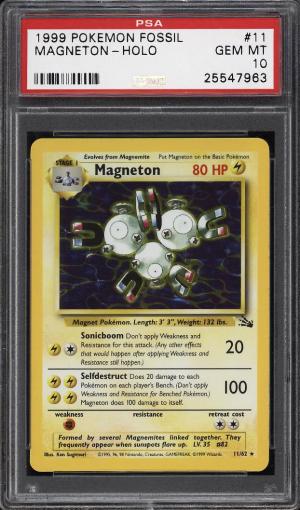 PSA
1999 POKEMON FOSSIL #11
MAGNETON-HOLO GEM MT
10
25547963
STAGE 1
Evolves from Magnemite
Put Magneton on the Basic Pokémon
Magneton 80 HP
Magnet Pokémon. Length: 3' 3", Weight: 132 lbs.
Sonicboom Don't apply Weakness and
Resistance for this attack. (Any other effects
that would happen after applying Weakness and
Resistance still happen.)
20
Selfdestruct Does 20 damage to each
Pokémon on each player's Bench. (Don't apply
Weakness and Resistance for Benched Pokémon.)
Magneton does 100 damage to itself.
100
weakness resistance retreat cost
Formed by several Magnemites linked together. They
frequently appear when sunspots flare up. LV. 35 #82
Illus. Ken Sugimori ©1995, 96, 98 Nintendo, Creatures, GAMEFREAK. ©1999 Wizards. 11/62 ★